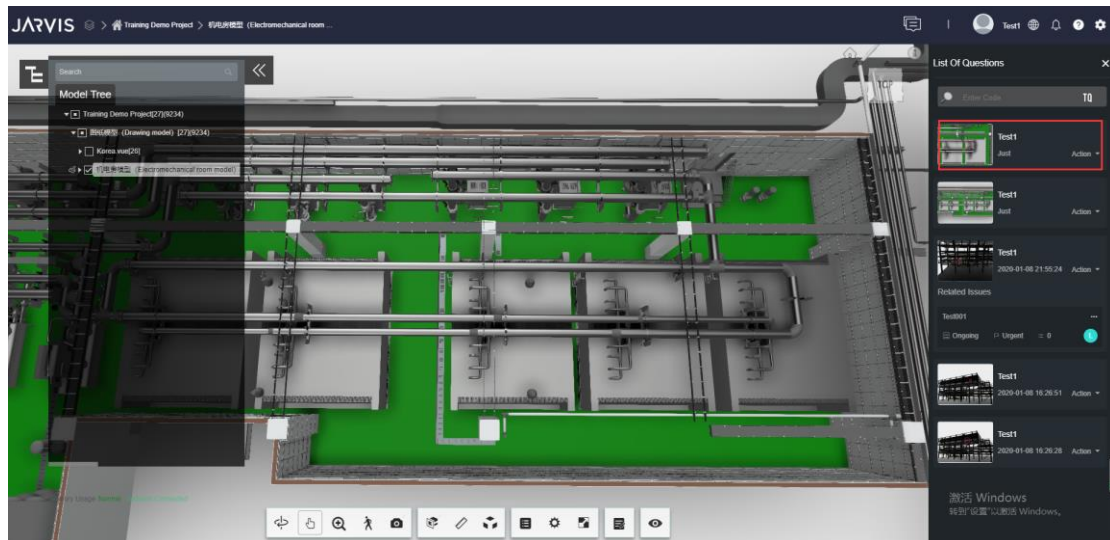 JARVIS
Training Demo Project > 机电房模型 (Electromechanical room ...
Test1
Search
Model Tree
Training Demo Project[27](9234)
图纸模型 (Drawing model) [27](9234)
Korea.vue[26]
机电房模型 (Electromechanical room model)
TOP
List Of Questions
Enter Code
Test1
Just
Action
Test1
Just
Action
Test1
2020-01-08 21:55:24
Action
Related Issues
Test001
Ongoing
Urgent
0
L
Test1
2020-01-08 16:26:51
Action
Test1
2020-01-08 16:26:28
Action
激活 Windows
转到"设置"以激活 Windows。